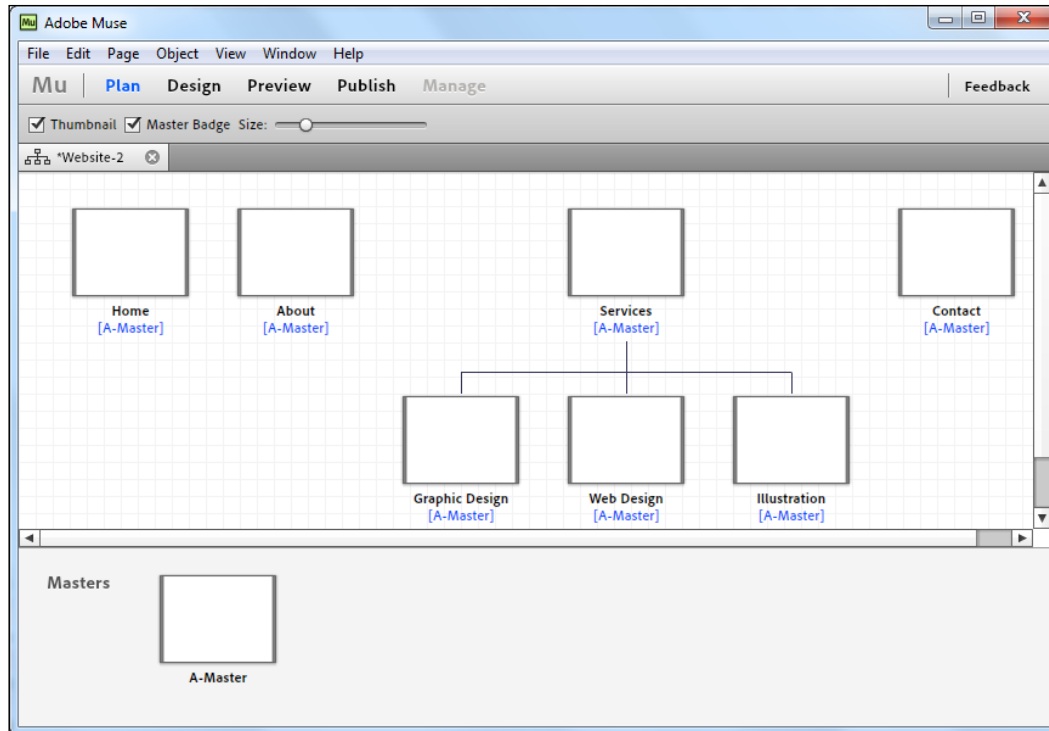 Mu Adobe Muse
File Edit Page Object View Window Help
Mu Plan Design Preview Publish Manage Feedback
Thumbnail Master Badge Size:
*Website-2
Home About Services Contact
[A-Master] [A-Master] [A-Master] [A-Master]
Graphic Design Web Design Illustration
[A-Master] [A-Master] [A-Master]
Masters
A-Master